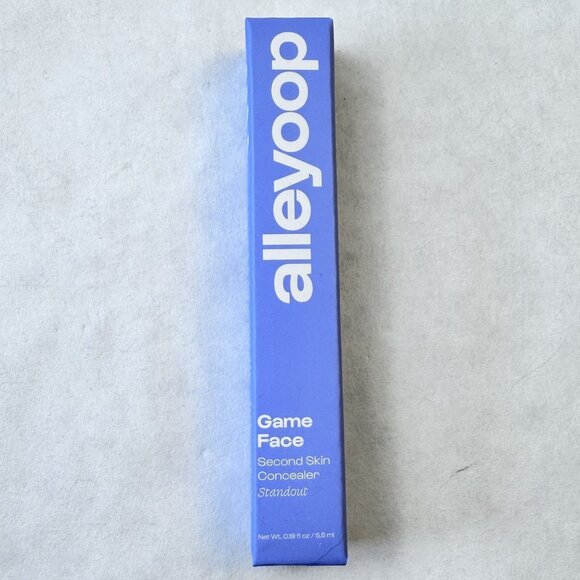 alleyoop
Game
Face
Second Skin
Concealer
Standout
Net Wt. 0.19 fl oz / 5.5 ml